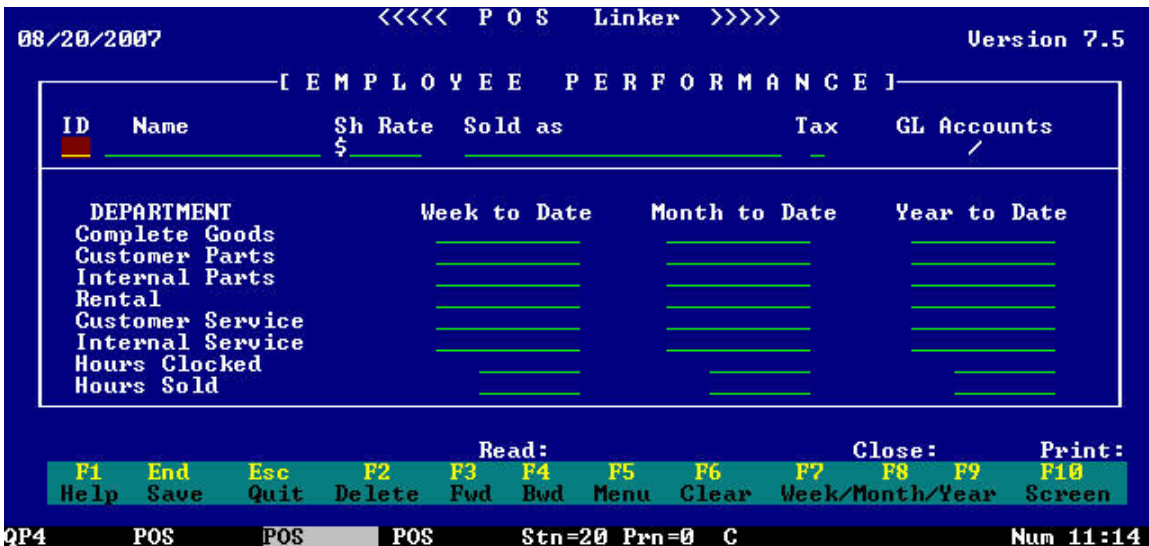 <<<<< P O S Linker >>>>>
08/20/2007 Version 7.5
[ E M P L O Y E E P E R F O R M A N C E ]
ID Name Sh Rate Sold as Tax GL Accounts
$ /
DEPARTMENT Week to Date Month to Date Year to Date
Complete Goods
Customer Parts
Internal Parts
Rental
Customer Service
Internal Service
Hours Clocked
Hours Sold
Read: Close: Print:
F1 End Esc F2 F3 F4 F5 F6 F7 F8 F9 F10
Help Save Quit Delete Fwd Bwd Menu Clear Week/Month/Year Screen
QP4 POS POS POS Stn=20 Prn=0 C Num 11:14